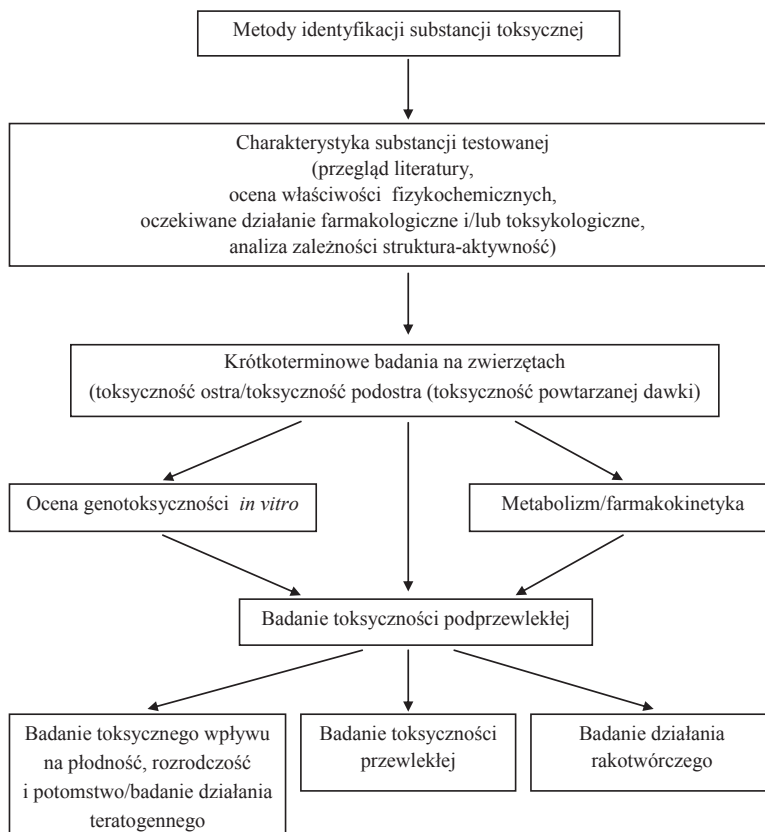 Metody identyfikacji substancji toksycznej
Charakterystyka substancji testowanej
(przegląd literatury,
ocena właściwości fizykochemicznych,
oczekiwane działanie farmakologiczne i/lub toksykologiczne,
analiza zależności struktura-aktywność)
Krótkoterminowe badania na zwierzętach
(toksyczność ostra/toksyczność podostra (toksyczność powtarzanej dawki)
Ocena genotoksyczności in vitro
Metabolizm/farmakokinetyka
Badanie toksyczności podprzewlekłej
Badanie toksycznego wpływu
na płodność, rozrodczość
i potomstwo/badanie działania
teratogennego
Badanie toksyczności
przewlekłej
Badanie działania
rakotwórczego